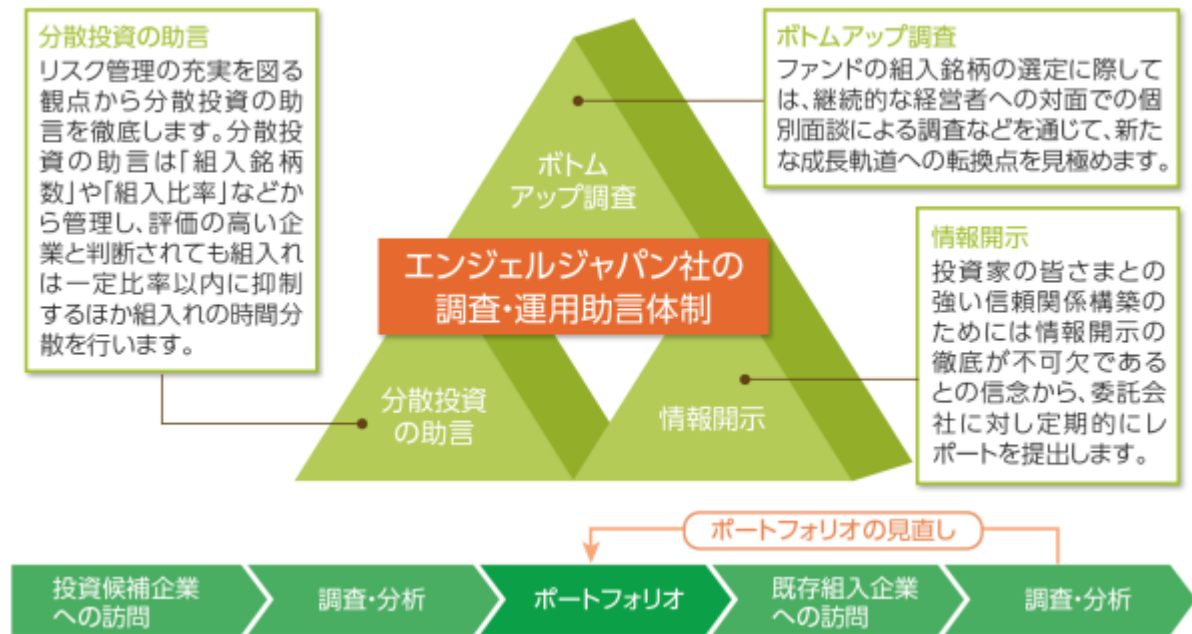 分散投資の助言
リスク管理の充実を図る
観点から分散投資の助
言を徹底します。分散投
資の助言は「組入銘柄
数」や「組入比率」などか
ら管理し、評価の高い企
業と判断されても組入れ
は一定比率以内に抑制
するほか組入れの時間分
散を行います。
ボトムアップ調査
ファンドの組入銘柄の選定に際して
は、継続的な経営者への対面での個
別面談による調査などを通じて、新た
な成長軌道への転換点を見極めます。
ボトム
アップ調査
エンジェルジャパン社の
調査・運用助言体制
情報開示
投資家の皆さまとの
強い信頼関係構築の
ためには情報開示の
徹底が不可欠である
との信念から、委託会
社に対し定期的にレ
ポートを提出します。
分散投資
の助言
情報開示
ポートフォリオの見直し
投資候補企業
への訪問
調査・分析
ポートフォリオ
既存組入企業
への訪問
調査・分析